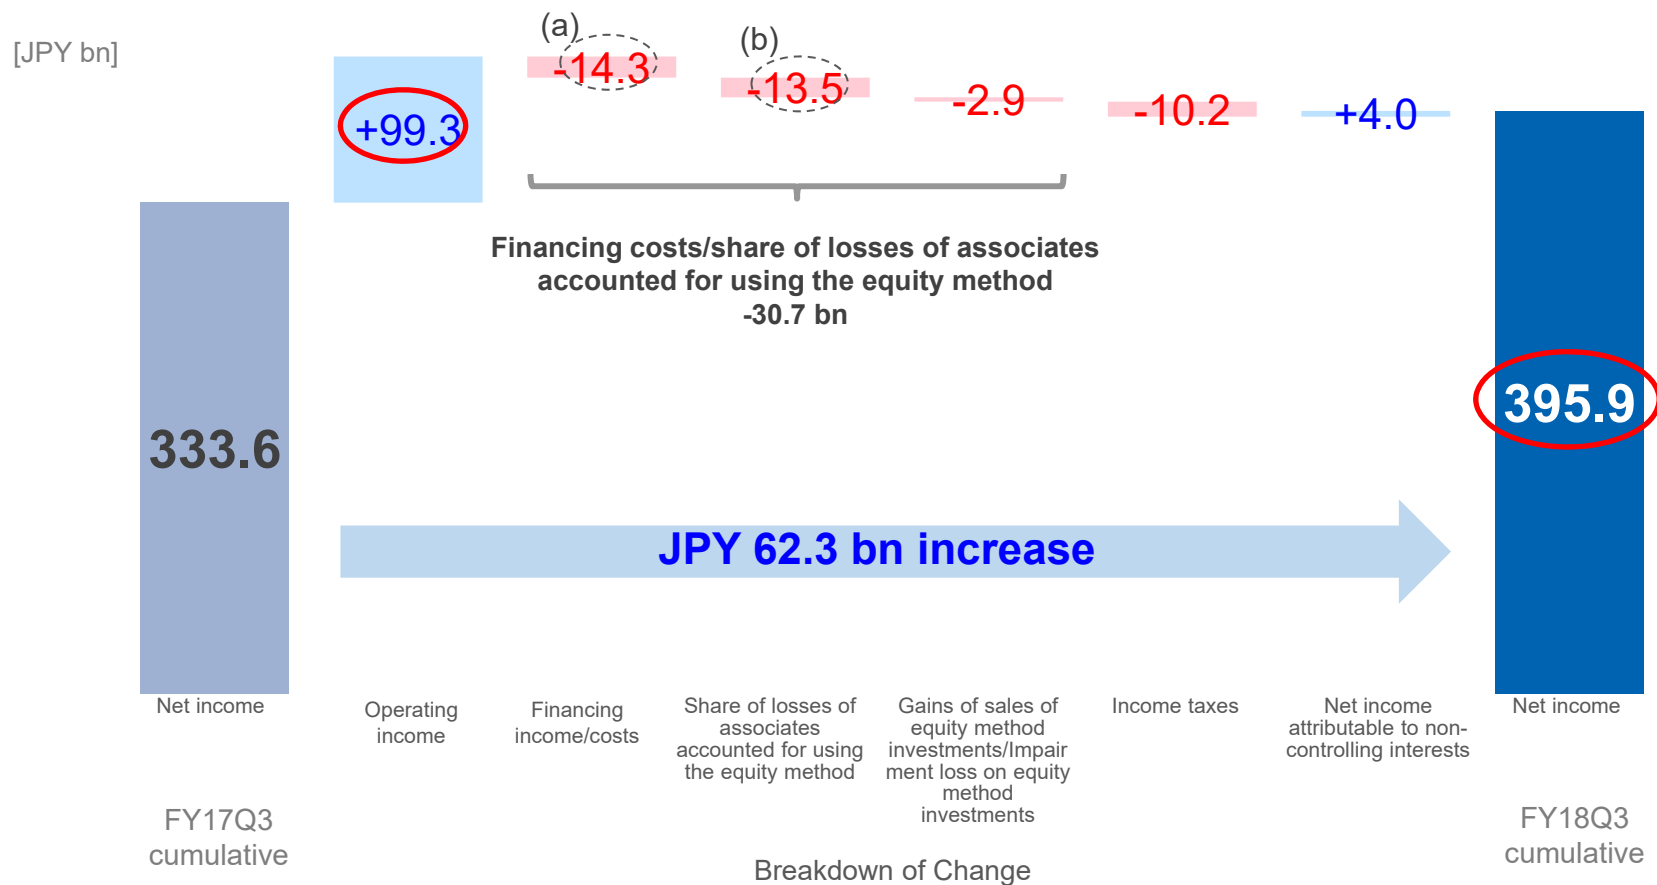 [JPY bn]
(a)
(b)
+99.3
-14.3
-13.5
-2.9
-10.2
+4.0
Financing costs/share of losses of associates
accounted for using the equity method
-30.7 bn
333.6
395.9
JPY 62.3 bn increase
Net income
Operating
income
Financing
income/costs
Share of losses of
associates
accounted for using
the equity method
Gains of sales of
equity method
investments/Impair
ment loss on equity
method
investments
Income taxes
Net income
attributable to non-
controlling interests
Net income
FY17Q3
cumulative
FY18Q3
cumulative
Breakdown of Change